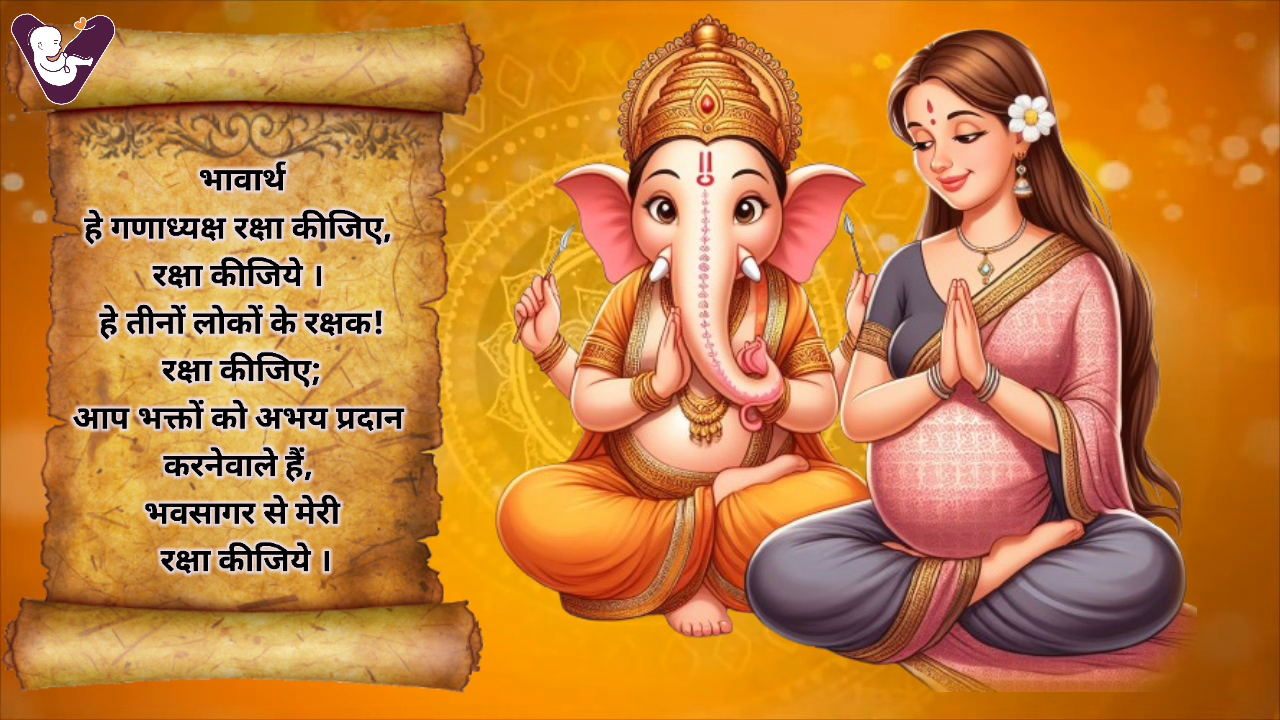 भावार्थ
हे गणाध्यक्ष रक्षा कीजिए,
रक्षा कीजिये ।
हे तीनों लोकों के रक्षक!
रक्षा कीजिए;
आप भक्तों को अभय प्रदान
करनेवाले हैं,
भवसागर से मेरी
रक्षा कीजिये ।